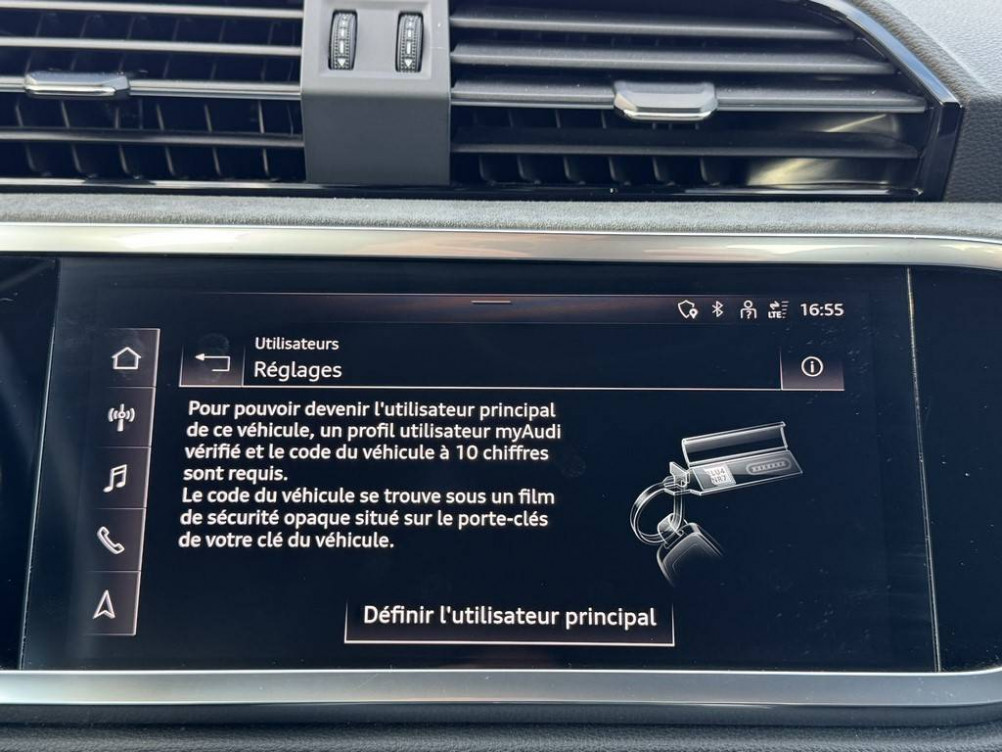 LTE
16:55
Utilisateurs
Réglages
Pour pouvoir devenir l'utilisateur principal
de ce véhicule, un profil utilisateur myAudi
vérifié et le code du véhicule à 10 chiffres
sont requis.
Le code du véhicule se trouve sous un film
de sécurité opaque situé sur le porte-clés
de votre clé du véhicule.
Définir l'utilisateur principal